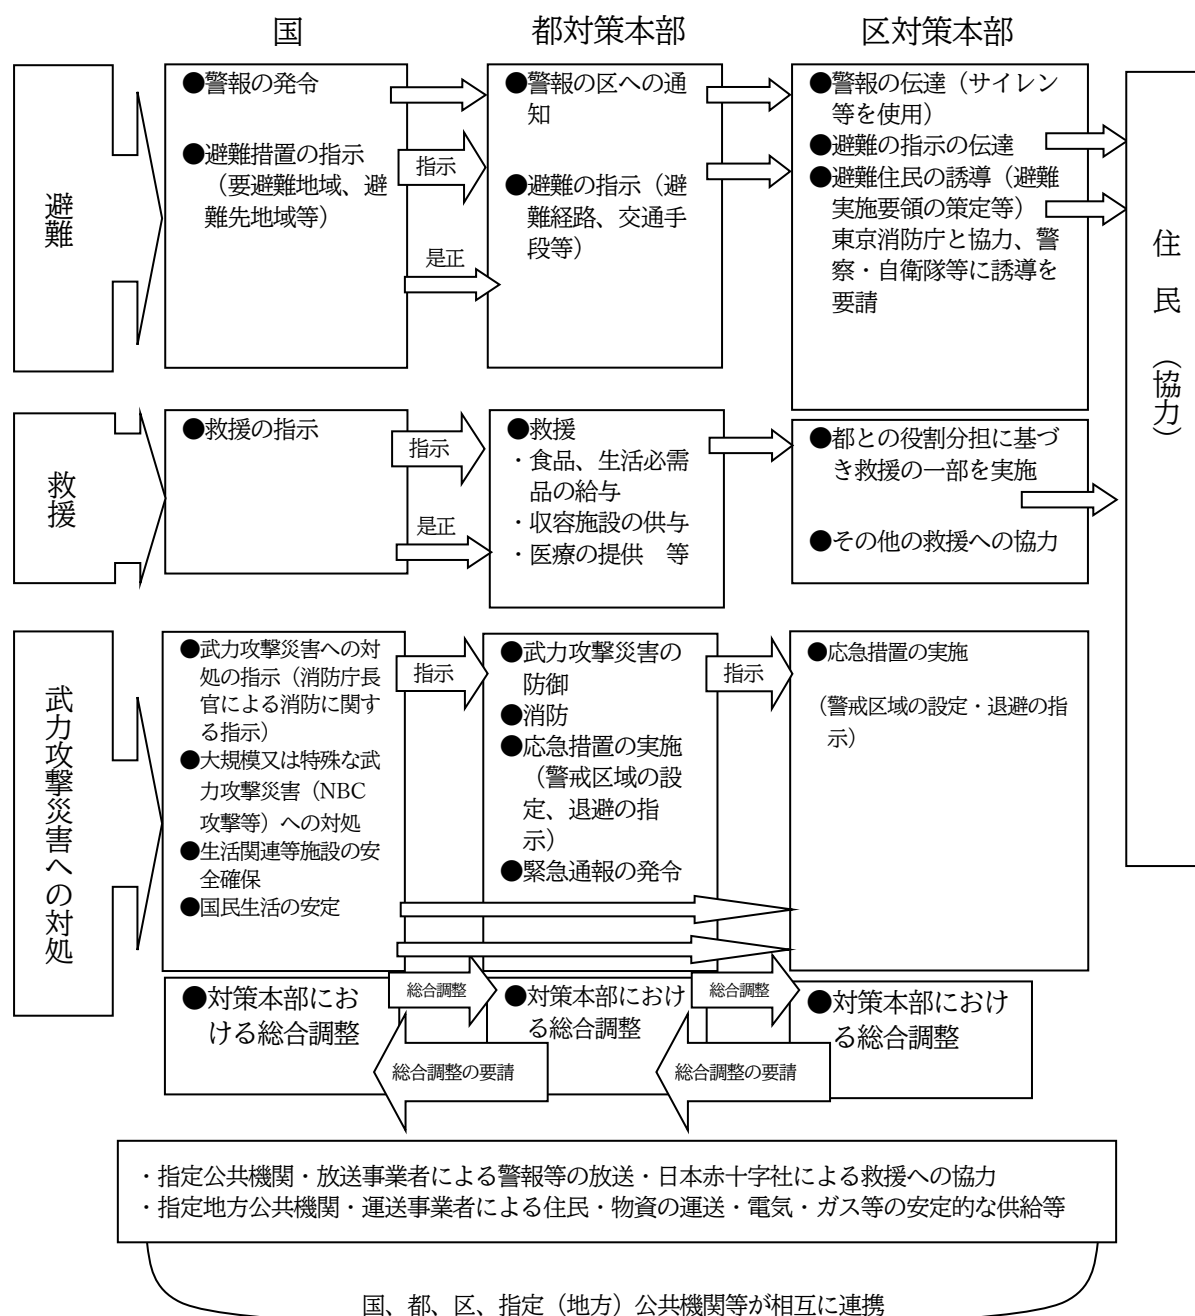 国
都対策本部
区対策本部
避難
●警報の発令
●避難措置の指示
（要避難地域、避
難先地域等）
指示
是正
●警報の区への通
知
●避難の指示（避
難経路、交通手
段等）
●警報の伝達（サイレン
等を使用）
●避難の指示の伝達
●避難住民の誘導（避難
実施要領の策定等）
東京消防庁と協力、警
察・自衛隊等に誘導を
要請
住民（協力）
救援
●救援の指示
指示
是正
●救援
・食品、生活必需
品の給与
・収容施設の供与
・医療の提供　等
●都との役割分担に基づ
き救援の一部を実施
●その他の救援への協力
武力攻撃災害への対処
●武力攻撃災害への対
処の指示（消防庁長
官による消防に関す
る指示）
●大規模又は特殊な武
力攻撃災害（NBC
攻撃等）への対処
●生活関連等施設の安
全確保
●国民生活の安定
指示
●武力攻撃災害の
防御
●消防
●応急措置の実施
（警戒区域の設
定、退避の指
示）
●緊急通報の発令
指示
●応急措置の実施
（警戒区域の設定・退避の指
示）
●対策本部にお
ける総合調整
総合調整
総合調整の要請
●対策本部におけ
る総合調整
総合調整
総合調整の要請
●対策本部におけ
る総合調整
・指定公共機関・放送事業者による警報等の放送・日本赤十字社による救援への協力
・指定地方公共機関・運送事業者による住民・物資の運送・電気・ガス等の安定的な供給等
国、都、区、指定（地方）公共機関等が相互に連携